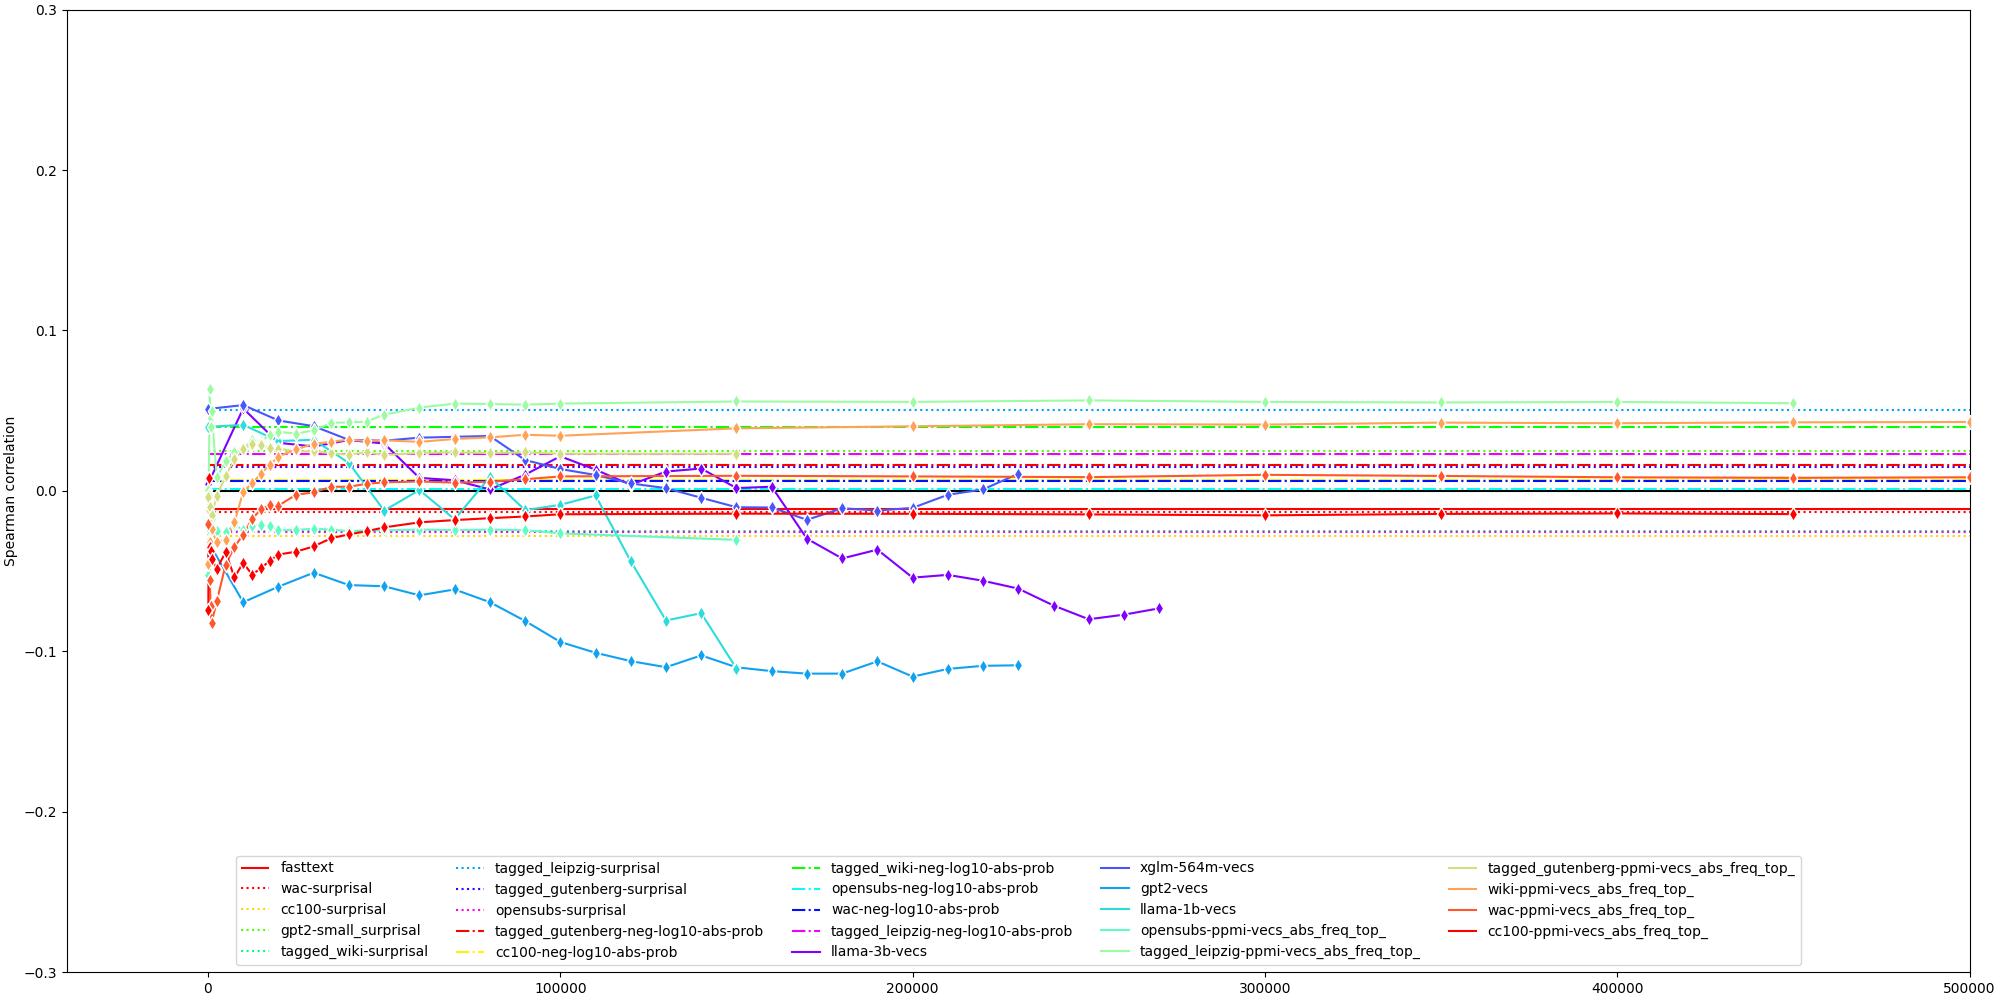 0.3
0.2
0.1
0.0
−0.1
−0.2
−0.3
Spearman correlation
fasttext
wac-surprisal
cc100-surprisal
gpt2-small_surprisal
tagged_wiki-surprisal
tagged_leipzig-surprisal
tagged_gutenberg-surprisal
opensubs-surprisal
tagged_gutenberg-neg-log10-abs-prob
cc100-neg-log10-abs-prob
tagged_wiki-neg-log10-abs-prob
opensubs-neg-log10-abs-prob
wac-neg-log10-abs-prob
tagged_leipzig-neg-log10-abs-prob
llama-3b-vecs
xglm-564m-vecs
gpt2-vecs
llama-1b-vecs
opensubs-ppmi-vecs_abs_freq_top_
tagged_leipzig-ppmi-vecs_abs_freq_top_
tagged_gutenberg-ppmi-vecs_abs_freq_top_
wiki-ppmi-vecs_abs_freq_top_
wac-ppmi-vecs_abs_freq_top_
cc100-ppmi-vecs_abs_freq_top_
0 100000 200000 300000 400000 500000